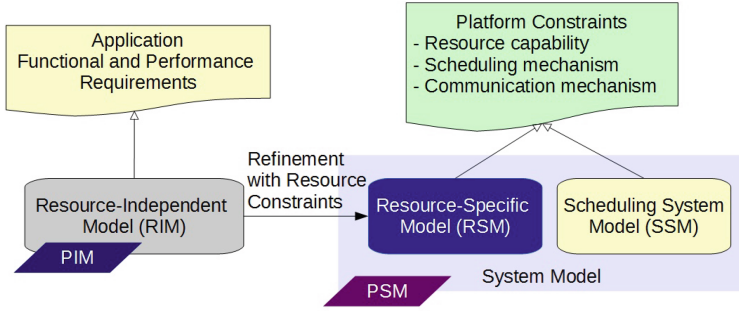 Application
Functional and Performance
Requirements
Platform Constraints
- Resource capability
- Scheduling mechanism
- Communication mechanism
Refinement
with Resource
Constraints
Resource-Independent
Model (RIM)
PIM
Resource-Specific
Model (RSM)
Scheduling System
Model (SSM)
System Model
PSM